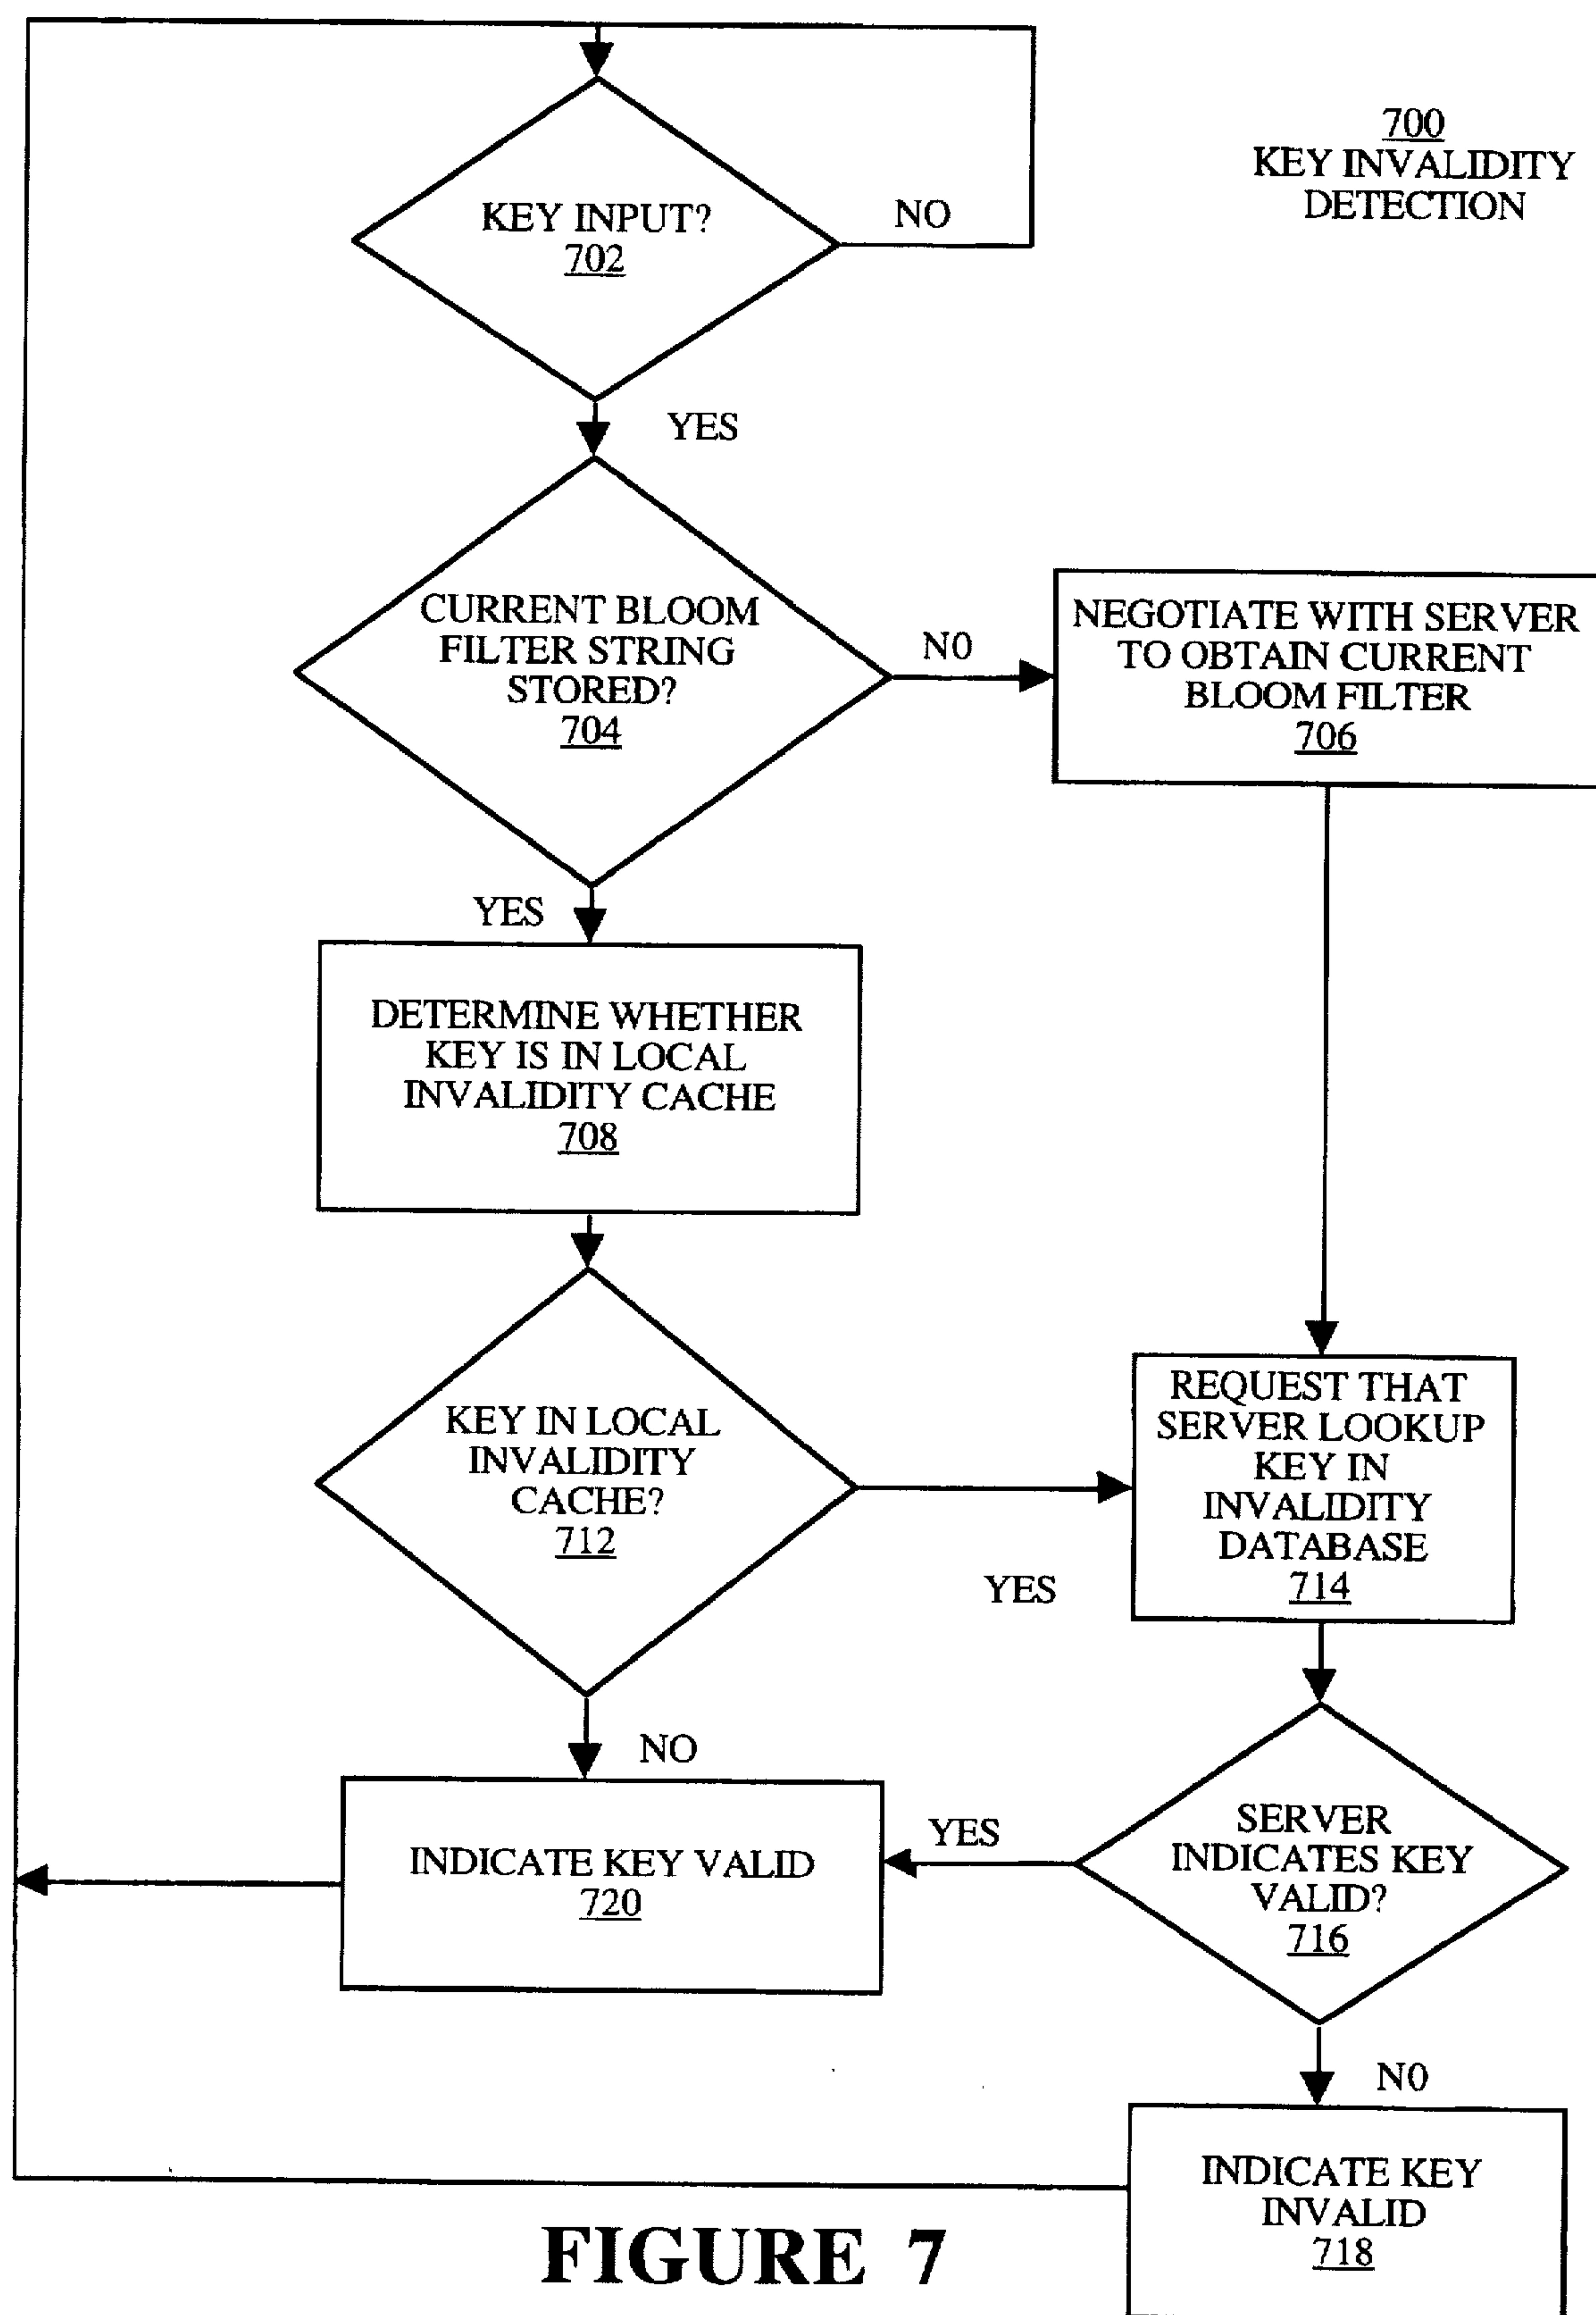 700
KEY INVALIDITY
DETECTION
KEY INPUT?
702
NO
YES
CURRENT BLOOM
FILTER STRING
STORED?
704
N0
NEGOTIATE WITH SERVER
TO OBTAIN CURRENT
BLOOM FILTER
706
YES
DETERMINE WHETHER
KEY IS IN LOCAL
INVALIDITY CACHE
708
KEY IN LOCAL
INVALIDITY
CACHE?
712
YES
REQUEST THAT
SERVER LOOKUP
KEY IN
INVALIDITY
DATABASE
714
NO
INDICATE KEY VALID
720
YES
SERVER
INDICATES KEY
VALID?
716
N0
INDICATE KEY
INVALID
718
FIGURE 7